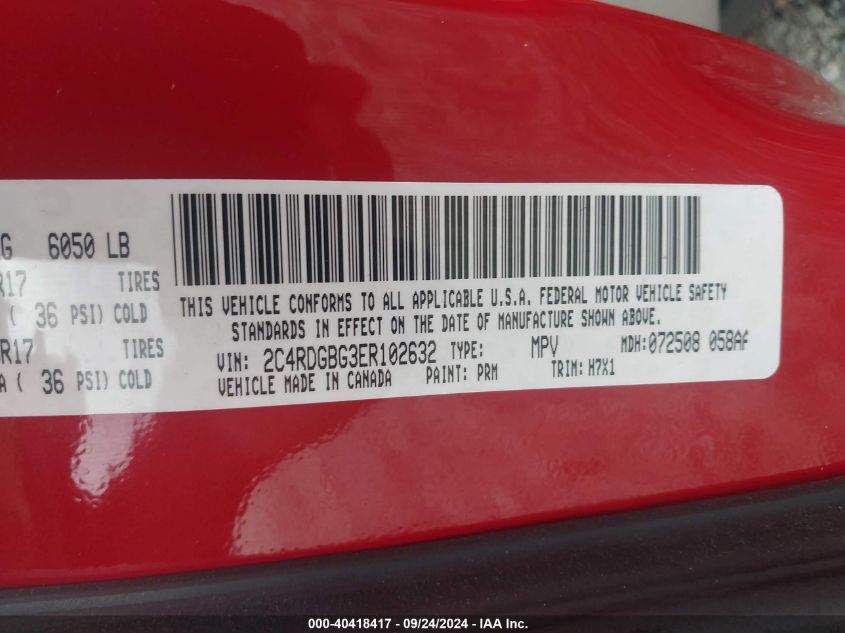 G 6050 LB
R17 TIRES
( 36 PSI) COLD
R17 TIRES
A ( 36 PSI) COLD
THIS VEHICLE CONFORMS TO ALL APPLICABLE U.S.A. FEDERAL MOTOR VEHICLE SAFETY
STANDARDS IN EFFECT ON THE DATE OF MANUFACTURE SHOWN ABOVE.
VIN: 2C4RDGBG3ER102632 TYPE: MPV MDH:072508 058AF
VEHICLE MADE IN CANADA PAINT: PRM TRIM: H7X1
000-40418417 - 09/24/2024 - IAA Inc.